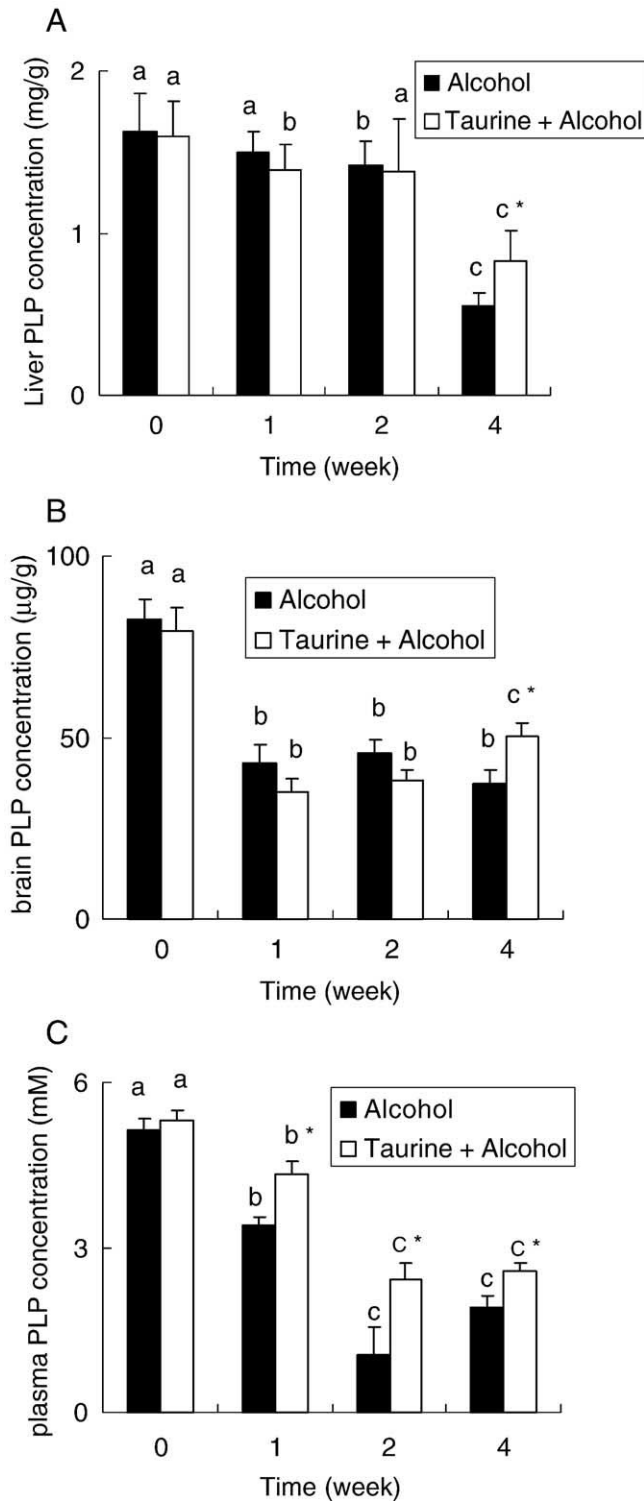 A
Liver PLP concentration (mg/g)
2
1
0
a a
a b
b a
c c *
Alcohol
Taurine + Alcohol
0 1 2 4
Time (week)
B
brain PLP concentration (µg/g)
100
50
0
a a
b b
b b
b c *
Alcohol
Taurine + Alcohol
0 1 2 4
Time (week)
C
plasma PLP concentration (mM)
6
3
0
a a
b b *
c c *
c c *
Alcohol
Taurine + Alcohol
0 1 2 4
Time (week)